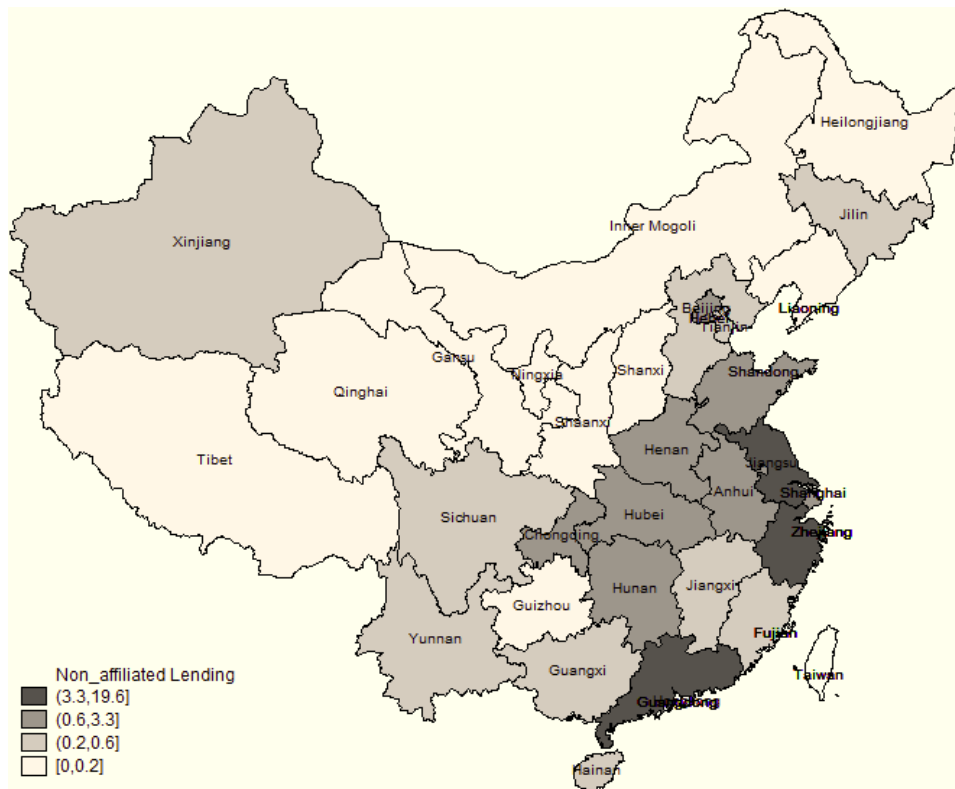 Heilongjiang
Jilin
Inner Mogoli
Xinjiang
Beijing
Liaoning
Tianjin
Gansu
Ningxia
Shanxi
Shandong
Qinghai
Shaanxi
Henan
Jiangsu
Tibet
Anhui
Shanghai
Sichuan
Hubei
Chongqing
Zhejiang
Hunan
Jiangxi
Guizhou
Yunnan
Fujian
Guangxi
Taiwan
Guangdong
Hainan
Non_affiliated Lending
(3.3,19.6]
(0.6,3.3]
(0.2,0.6]
[0,0.2]